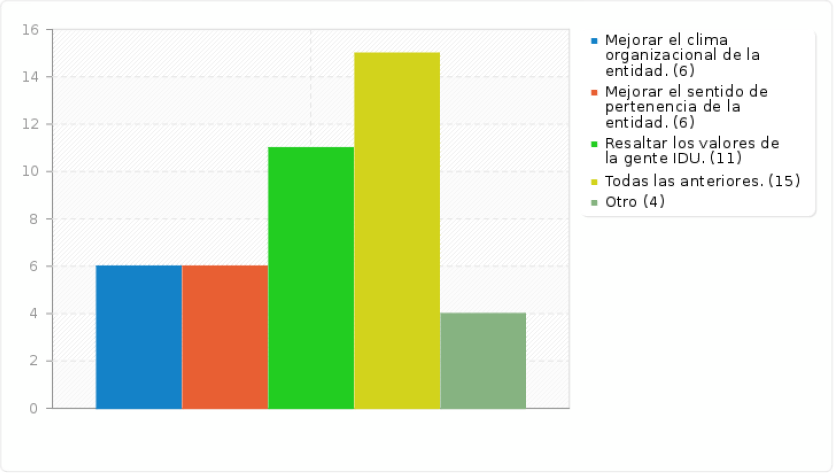 16
14
12
10
8
6
4
2
0
Mejorar el clima
organizacional de la
entidad. (6)
Mejorar el sentido de
pertenencia de la
entidad. (6)
Resaltar los valores de
la gente IDU. (11)
Todas las anteriores. (15)
Otro (4)